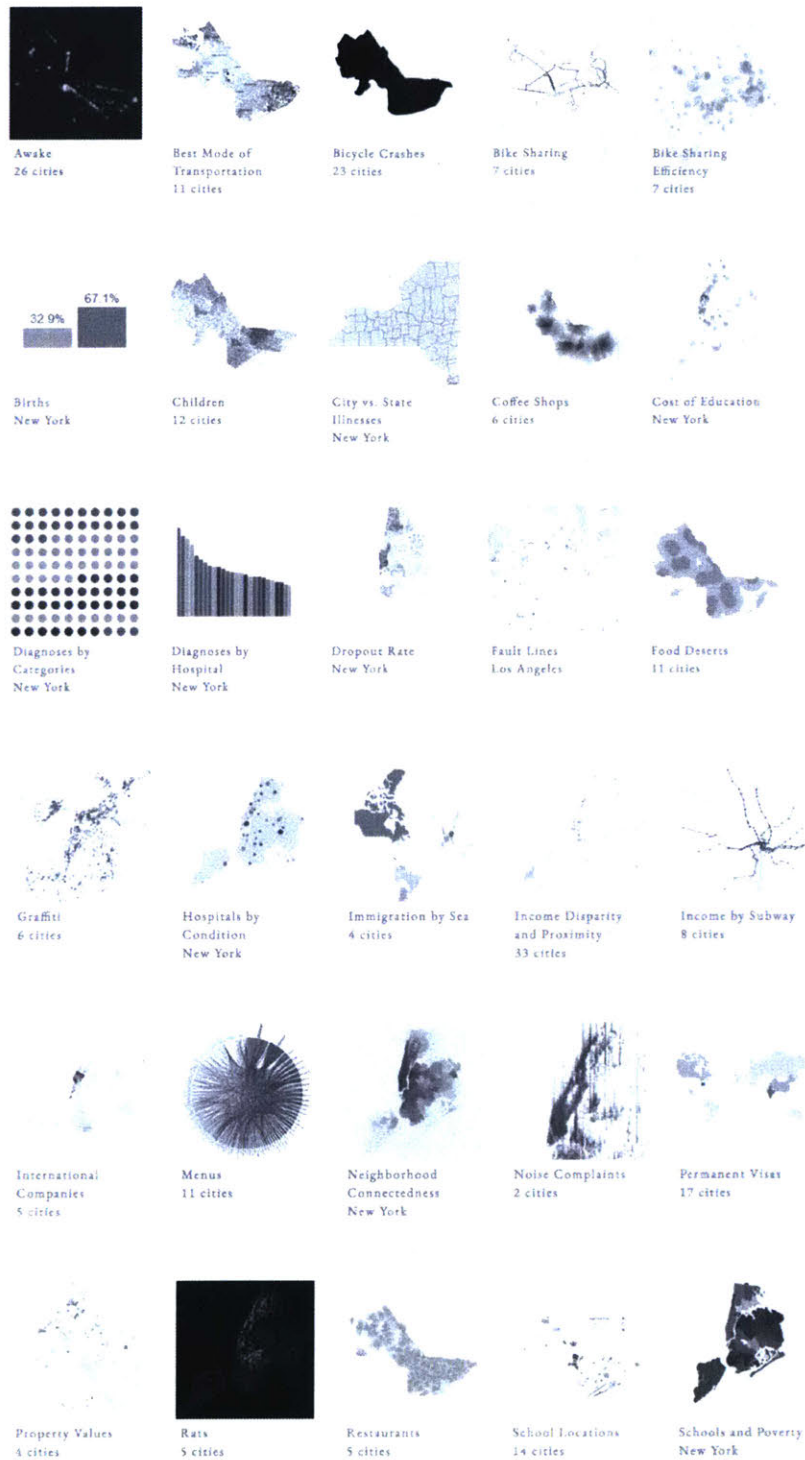 Awake
26 cities
Best Mode of
Transportation
11 cities
Bicycle Crashes
23 cities
Bike Sharing
7 cities
Bike Sharing
Efficiency
7 cities
32.9%
67.1%
Births
New York
Children
12 cities
City vs. State
Illnesses
New York
Coffee Shops
6 cities
Cost of Education
New York
Diagnoses by
Categories
New York
Diagnoses by
Hospital
New York
Dropout Rate
New York
Fault Lines
Los Angeles
Food Deserts
11 cities
Graffiti
6 cities
Hospitals by
Condition
New York
Immigration by Sea
4 cities
Income Disparity
and Proximity
33 cities
Income by Subway
8 cities
International
Companies
5 cities
Menus
11 cities
Neighborhood
Connectedness
New York
Noise Complaints
2 cities
Permanent Visas
17 cities
Property Values
4 cities
Rats
5 cities
Restaurants
5 cities
School Locations
14 cities
Schools and Poverty
New York